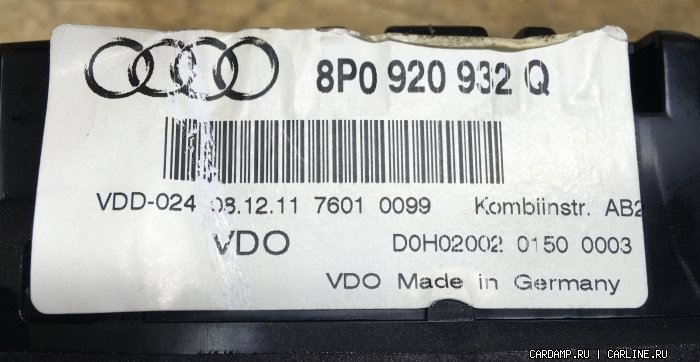 8P0 920 932 Q
VDD-024 08.12.11 7601 0099 Kombiinstr. AB2
VDO D0H02002 0150 0003
VDO Made in Germany
CARDAMP.RU | CARLINE.RU